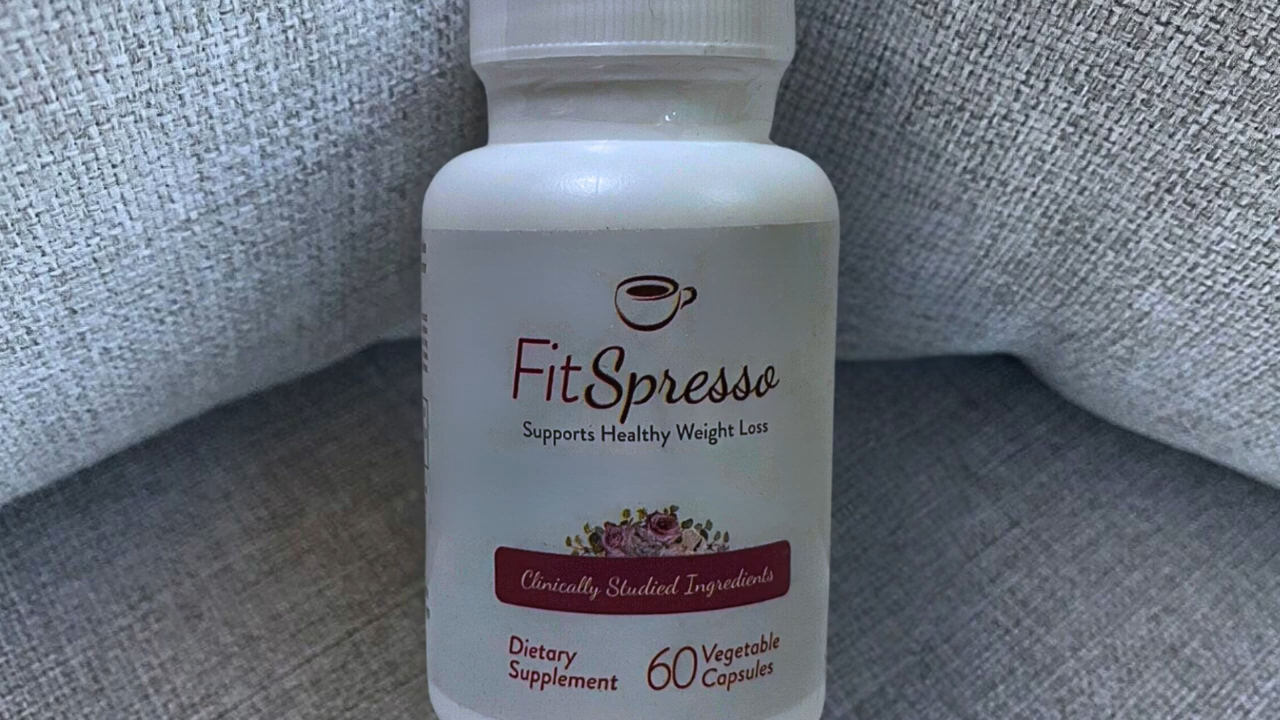 FitSpresso
Supports Healthy Weight Loss
Clinically Studied Ingredients
Dietary
Supplement
60 Vegetable
Capsules